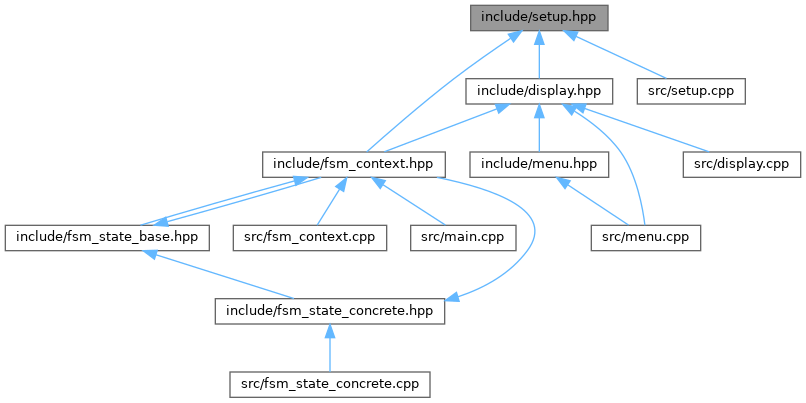 include/setup.hpp
include/display.hpp
src/setup.cpp
include/fsm_context.hpp
include/menu.hpp
src/display.cpp
include/fsm_state_base.hpp
src/fsm_context.cpp
src/main.cpp
src/menu.cpp
include/fsm_state_concrete.hpp
src/fsm_state_concrete.cpp